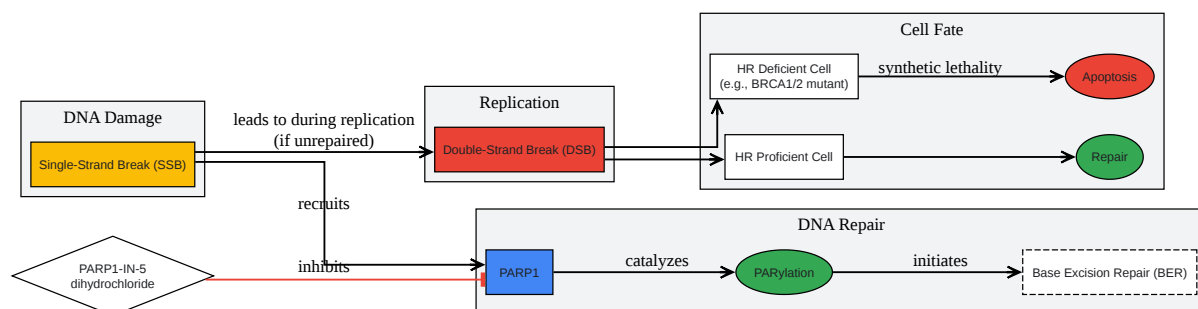 Cell Fate
HR Deficient Cell
(e.g., BRCA1/2 mutant)
synthetic lethality
Apoptosis
DNA Damage
Replication
leads to during replication
(if unrepaired)
Single-Strand Break (SSB)
Double-Strand Break (DSB)
HR Proficient Cell
Repair
recruits
DNA Repair
PARP1-IN-5
dihydrochloride
inhibits
PARP1
catalyzes
PARylation
initiates
Base Excision Repair (BER)